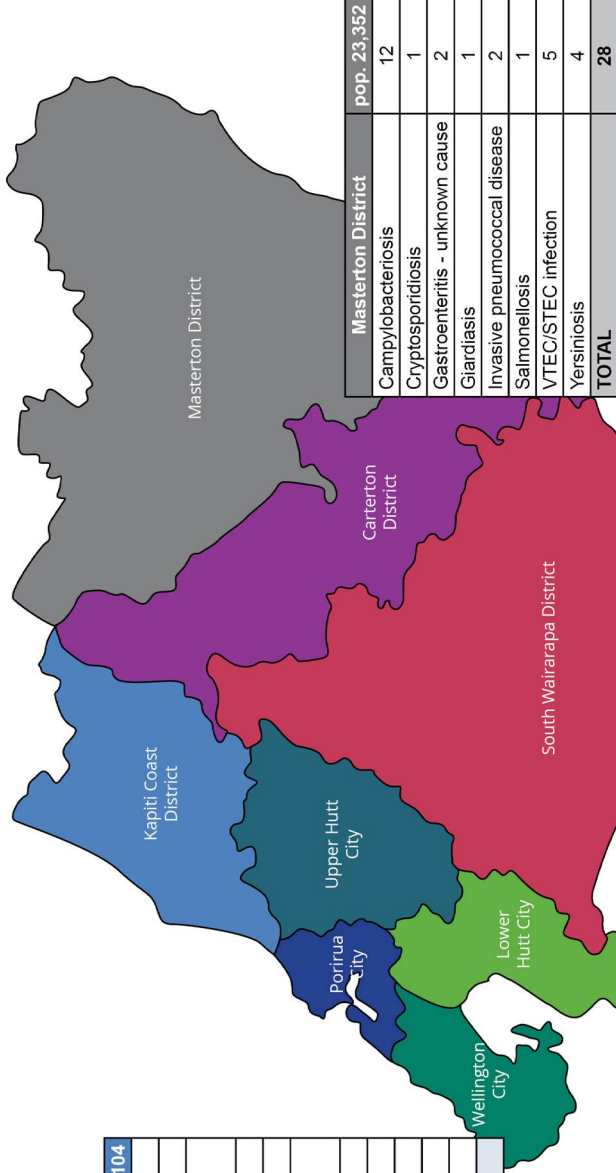 104
Masterton District
Kapiti Coast
District
Carterton
District
Upper Hutt
City
Porirua
City
South Wairarapa District
Lower
Hutt City
Wellington
City
Masterton District pop. 23,352
Campylobacteriosis 12
Cryptosporidiosis 1
Gastroenteritis - unknown cause 2
Giardiasis 1
Invasive pneumococcal disease 2
Salmonellosis 1
VTEC/STEC infection 5
Yersiniosis 4
TOTAL 28